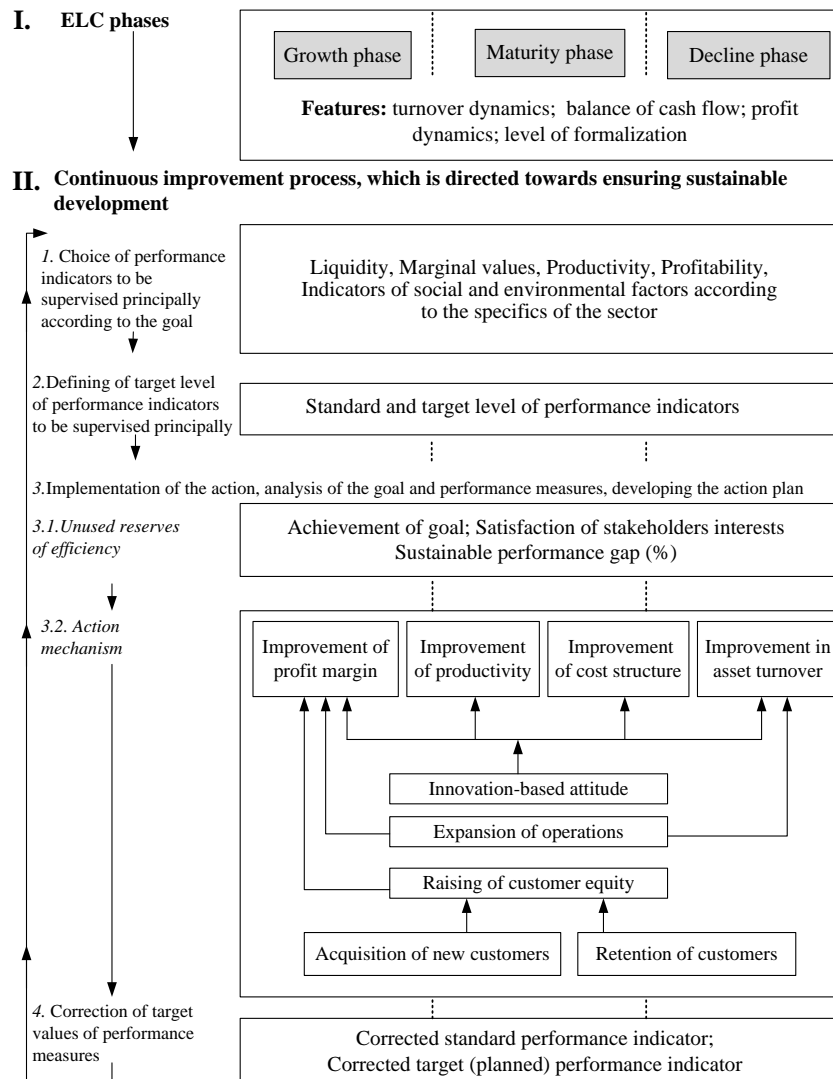 I. ELC phases
Growth phase
Maturity phase
Decline phase
Features: turnover dynamics; balance of cash flow; profit
dynamics; level of formalization
II. Continuous improvement process, which is directed towards ensuring sustainable
development
1. Choice of performance
indicators to be
supervised principally
according to the goal
Liquidity, Marginal values, Productivity, Profitability,
Indicators of social and environmental factors according
to the specifics of the sector
2.Defining of target level
of performance indicators
to be supervised principally
Standard and target level of performance indicators
3.Implementation of the action, analysis of the goal and performance measures, developing the action plan
3.1.Unused reserves
of efficiency
Achievement of goal; Satisfaction of stakeholders interests
Sustainable performance gap (%)
3.2. Action
mechanism
Improvement of
profit margin
Improvement
of productivity
Improvement
of cost structure
Improvement in
asset turnover
Innovation-based attitude
Expansion of operations
Raising of customer equity
Acquisition of new customers
Retention of customers
4. Correction of target
values of performance
measures
Corrected standard performance indicator;
Corrected target (planned) performance indicator